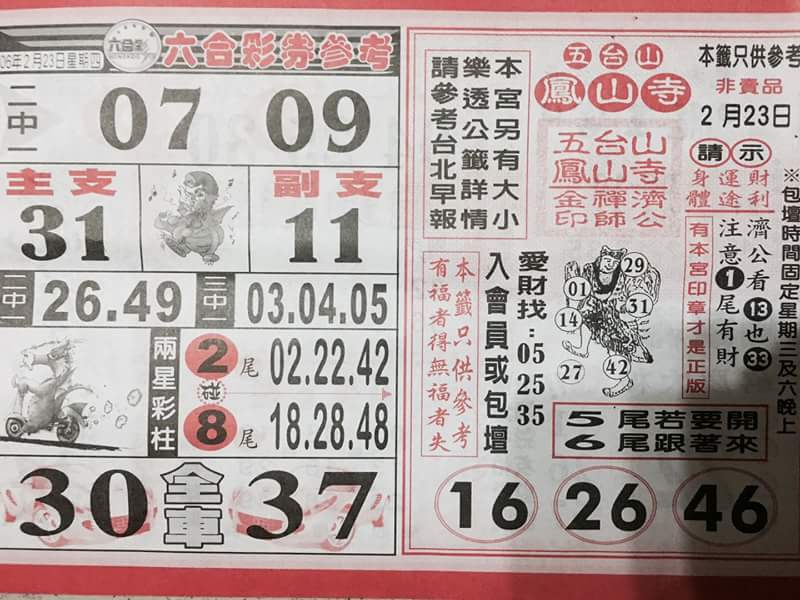 06年2月23日星期四
六合彩
六合彩券參考
二中一
07 09
主支
31
副支
11
二中一
26.49
三中一
03.04.05
兩星彩柱
2尾
02.22.42
碰
8尾
18.28.48
30
全車
37
本宮另有大小
樂透公籤詳情
請參考台北早報
五台山
鳳山寺
本籤只供參考
非賣品
2月23日
五台山
鳳山寺
金禪濟
印師公
請示
財利
運途
身體
※包壇時間固定星期三及六晚上
濟公看13也33
注意1尾有財
有本宮印章才是正版
29
01
31
14
27
42
愛財找:05 25 35
入會員或包壇
本籤只供參考
有福者得無福者失
5尾若要開
6尾跟著來
16 26 46